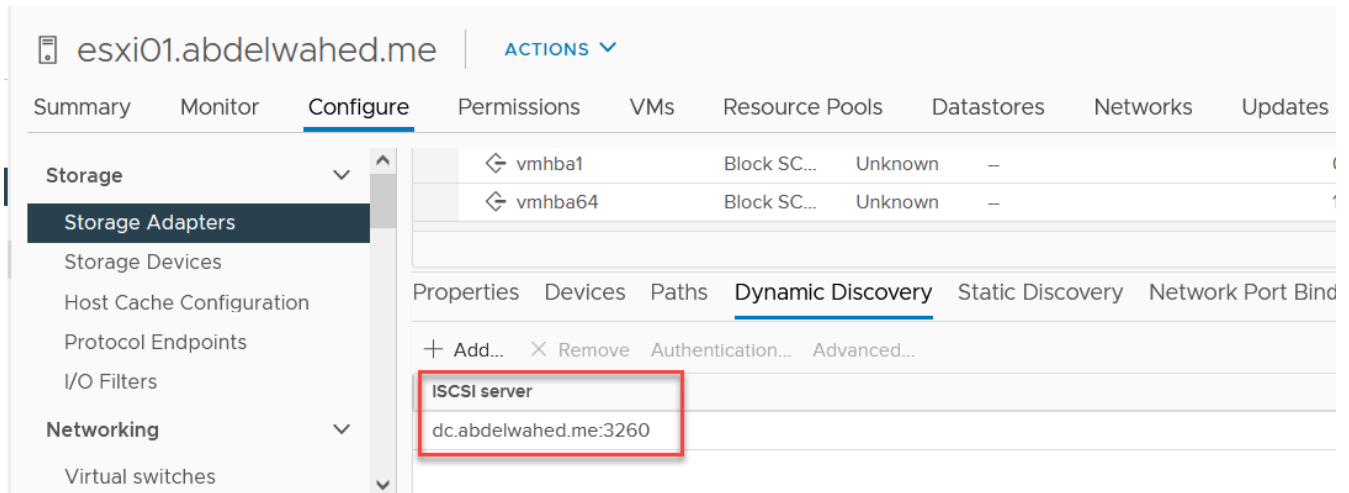 esxi01.abdelwahed.me ACTIONS
Summary Monitor Configure Permissions VMs Resource Pools Datastores Networks Updates
Storage
Storage Adapters
Storage Devices
Host Cache Configuration
Protocol Endpoints
I/O Filters
Networking
Virtual switches
vmhba1 Block SC... Unknown --
vmhba64 Block SC... Unknown --
Properties Devices Paths Dynamic Discovery Static Discovery Network Port Bind
+ Add... × Remove Authentication... Advanced...
iSCSI server
dc.abdelwahed.me:3260